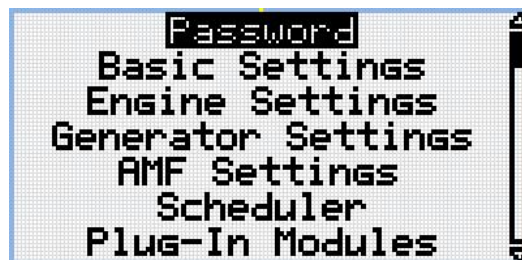 Password
Basic Settings
Engine Settings
Generator Settings
AMF Settings
Scheduler
Plug-In Modules